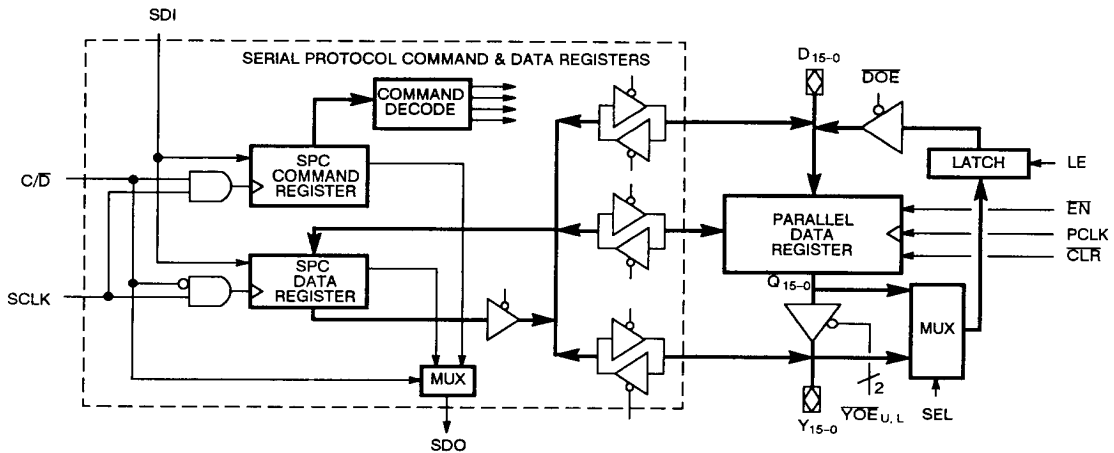 SDI
SERIAL PROTOCOL COMMAND & DATA REGISTERS
D15-0
DOE
COMMAND
DECODE
SPC
COMMAND
REGISTER
LATCH
LE
C/D
PARALLEL
DATA
REGISTER
EN
PCLK
CLR
SPC
DATA
REGISTER
Q15-0
SCLK
MUX
MUX
2
YOEU, L
SEL
SDO
Y15-0